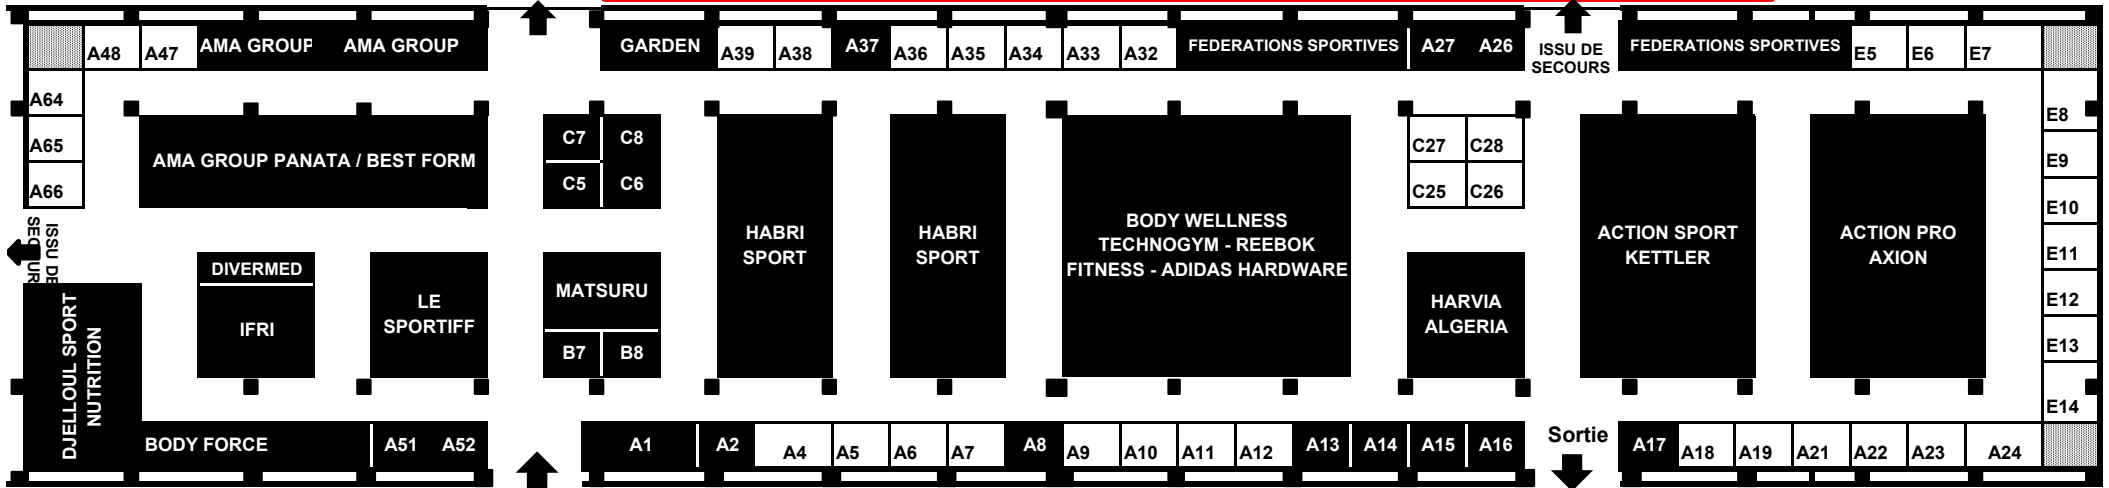 A48
A47
AMA GROUP
AMA GROUP
GARDEN
A39
A38
A37
A36
A35
A34
A33
A32
FEDERATIONS SPORTIVES
A27
A26
ISSU DE
SECOURS
FEDERATIONS SPORTIVES
E5
E6
E7
A64
A65
A66
AMA GROUP PANATA / BEST FORM
C7
C8
C5
C6
HABRI
SPORT
HABRI
SPORT
BODY WELLNESS
TECHNOGYM - REEBOK
FITNESS - ADIDAS HARDWARE
C27
C28
C25
C26
ACTION SPORT
KETTLER
ACTION PRO
AXION
E8
E9
E10
E11
E12
E13
E14
ISSU DE
SECOUR
DIVERMED
IFRI
LE
SPORTIFF
MATSURU
B7
B8
HARVIA
ALGERIA
DJELLOUL SPORT
NUTRITION
BODY FORCE
A51
A52
A1
A2
A4
A5
A6
A7
A8
A9
A10
A11
A12
A13
A14
A15
A16
Sortie
A17
A18
A19
A21
A22
A23
A24